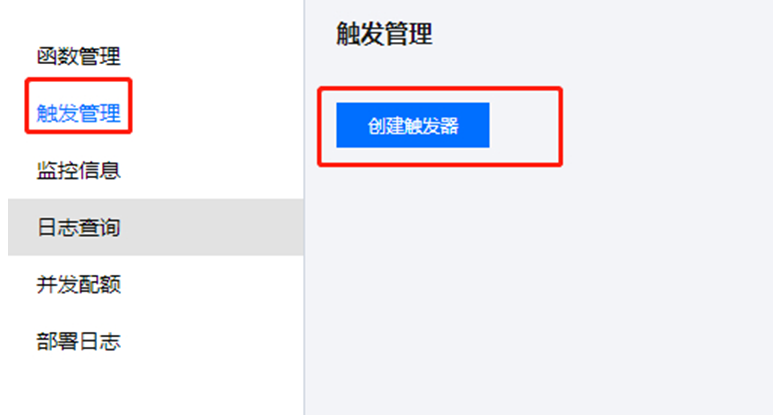 函数管理
触发管理
监控信息
日志查询
并发配额
部署日志
触发管理
创建触发器